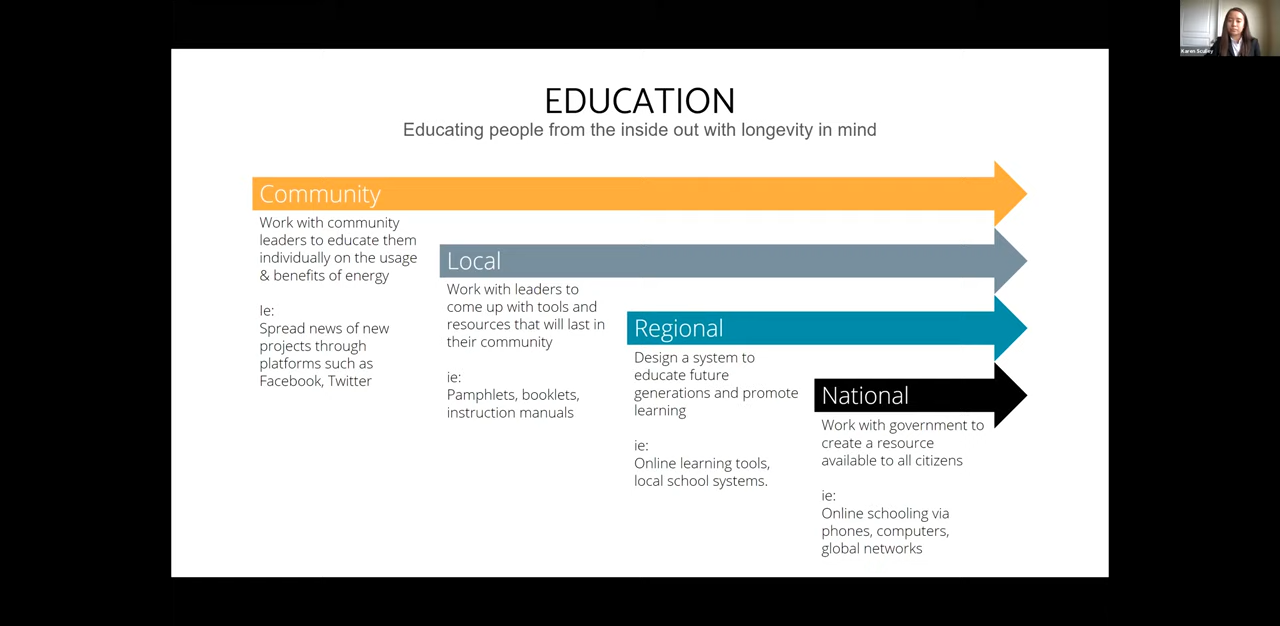 EDUCATION
Educating people from the inside out with longevity in mind
Community
Work with community
leaders to educate them
individually on the usage
& benefits of energy
Ie:
Spread news of new
projects through
platforms such as
Facebook, Twitter
Local
Work with leaders to
come up with tools and
resources that will last in
their community
ie:
Pamphlets, booklets,
instruction manuals
Regional
Design a system to
educate future
generations and promote
learning
ie:
Online learning tools,
local school systems.
National
Work with government to
create a resource
available to all citizens
ie:
Online schooling via
phones, computers,
global networks
Karen Sculley